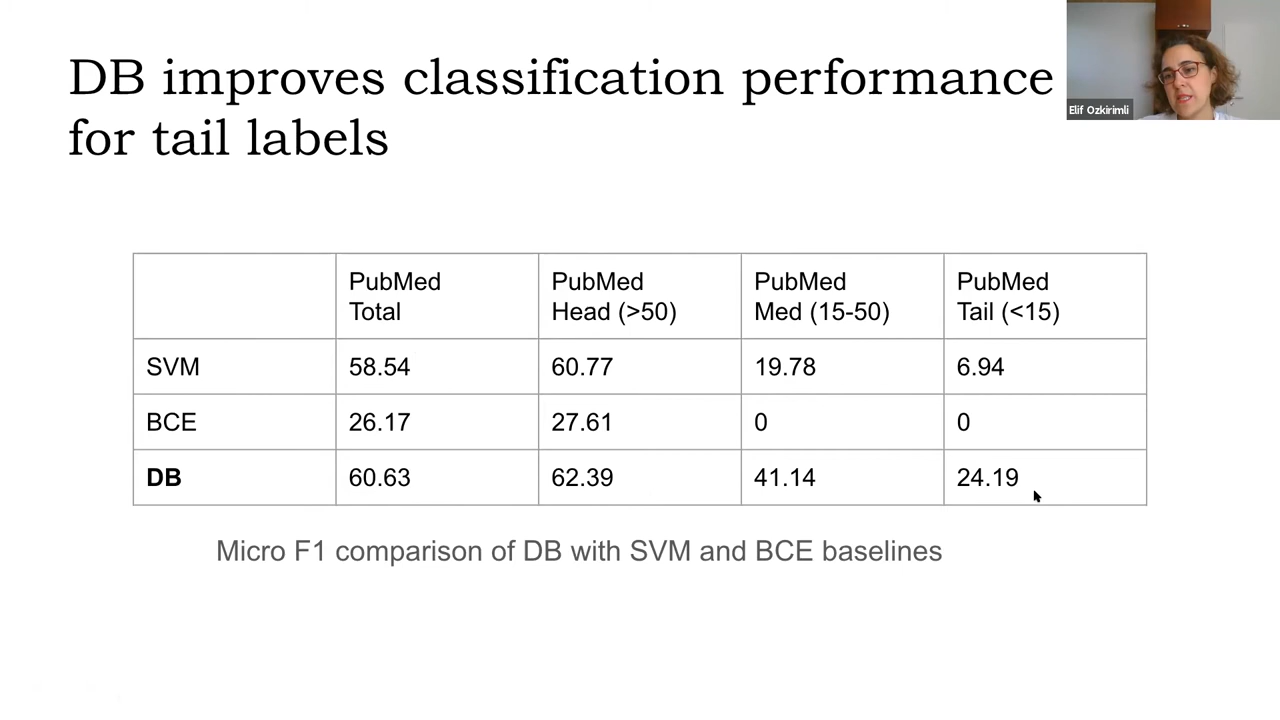 DB improves classification performance
for tail labels
Elif Ozkirimli
PubMed Total
PubMed Head (>50)
PubMed Med (15-50)
PubMed Tail (<15)
SVM 58.54 60.77 19.78 6.94
BCE 26.17 27.61 0 0
DB 60.63 62.39 41.14 24.19
Micro F1 comparison of DB with SVM and BCE baselines